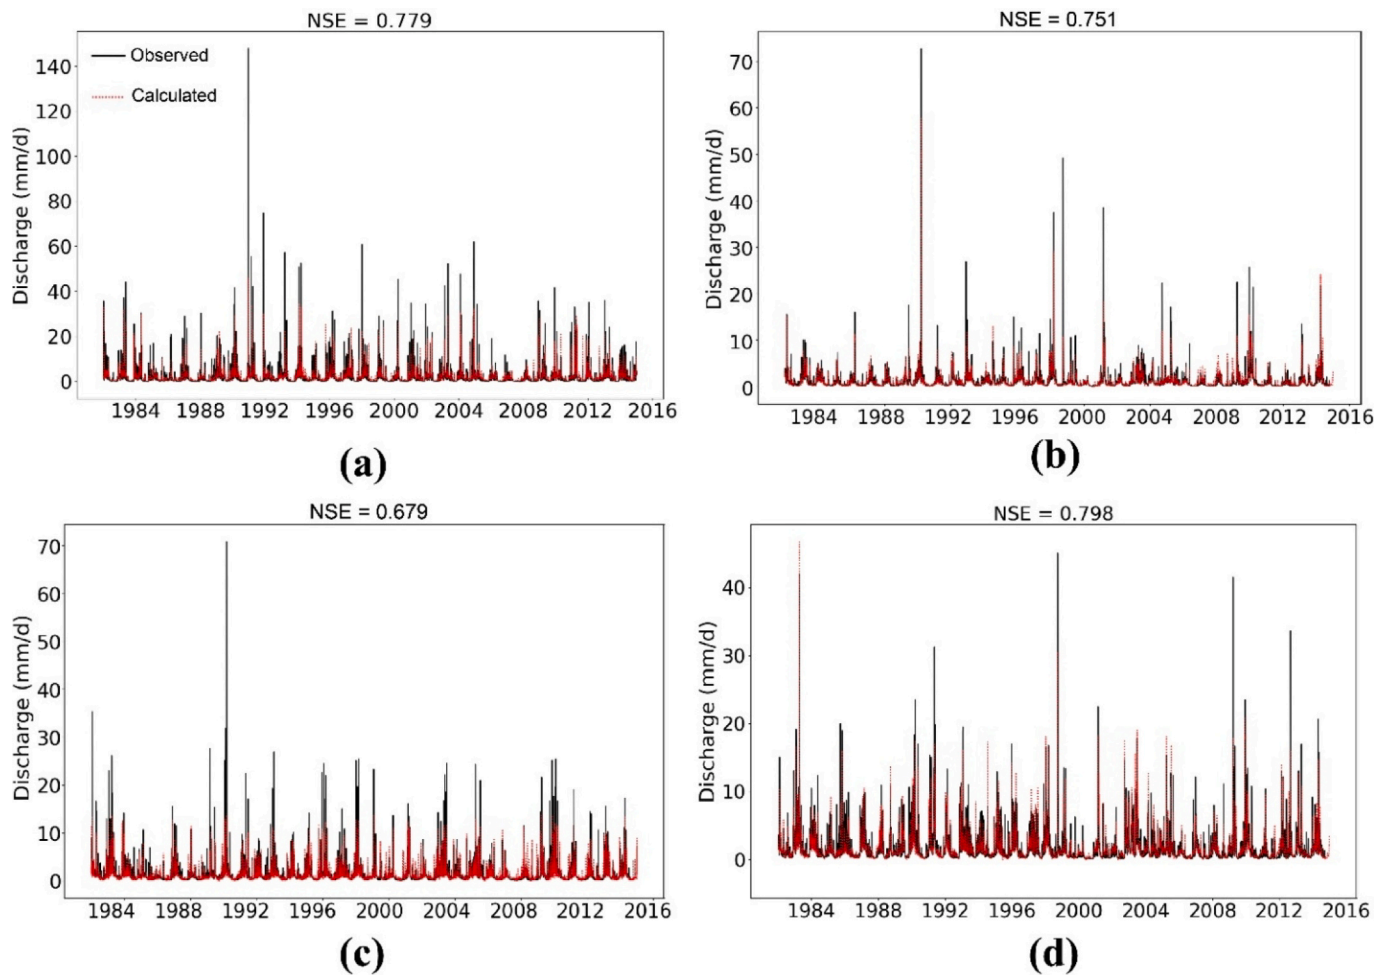 NSE = 0.779
Observed
Calculated
Discharge (mm/d)
140
120
100
80
60
40
20
0
1984 1988 1992 1996 2000 2004 2008 2012 2016
(a)
NSE = 0.751
Discharge (mm/d)
70
60
50
40
30
20
10
0
1984 1988 1992 1996 2000 2004 2008 2012 2016
(b)
NSE = 0.679
Discharge (mm/d)
70
60
50
40
30
20
10
0
1984 1988 1992 1996 2000 2004 2008 2012 2016
(c)
NSE = 0.798
Discharge (mm/d)
40
30
20
10
0
1984 1988 1992 1996 2000 2004 2008 2012 2016
(d)